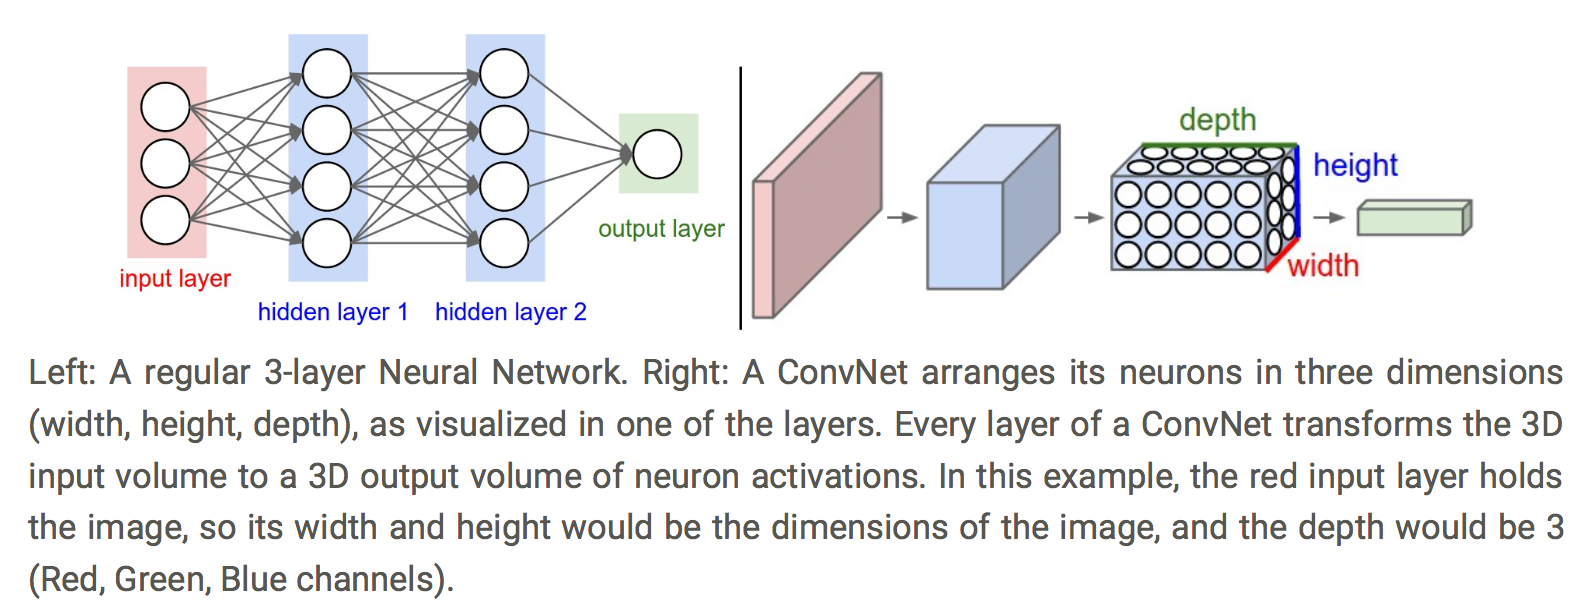 input layer
hidden layer 1
hidden layer 2
output layer
depth
height
width
Left: A regular 3-layer Neural Network. Right: A ConvNet arranges its neurons in three dimensions
(width, height, depth), as visualized in one of the layers. Every layer of a ConvNet transforms the 3D
input volume to a 3D output volume of neuron activations. In this example, the red input layer holds
the image, so its width and height would be the dimensions of the image, and the depth would be 3
(Red, Green, Blue channels).